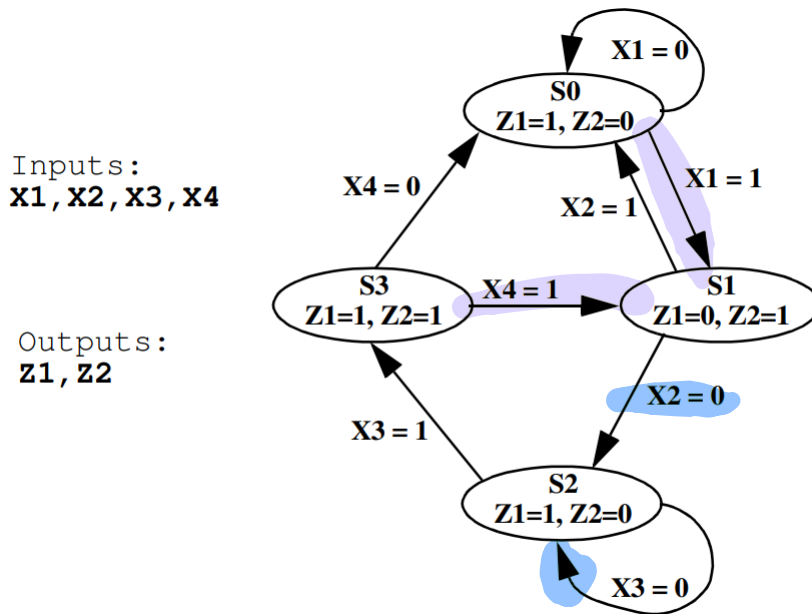 X1 = 0
S0
Z1=1, Z2=0
Inputs:
X1,X2,X3,X4
X4 = 0
X1 = 1
X2 = 1
S3
Z1=1, Z2=1
X4 = 1
S1
Z1=0, Z2=1
Outputs:
Z1,Z2
X2 = 0
X3 = 1
S2
Z1=1, Z2=0
X3 = 0